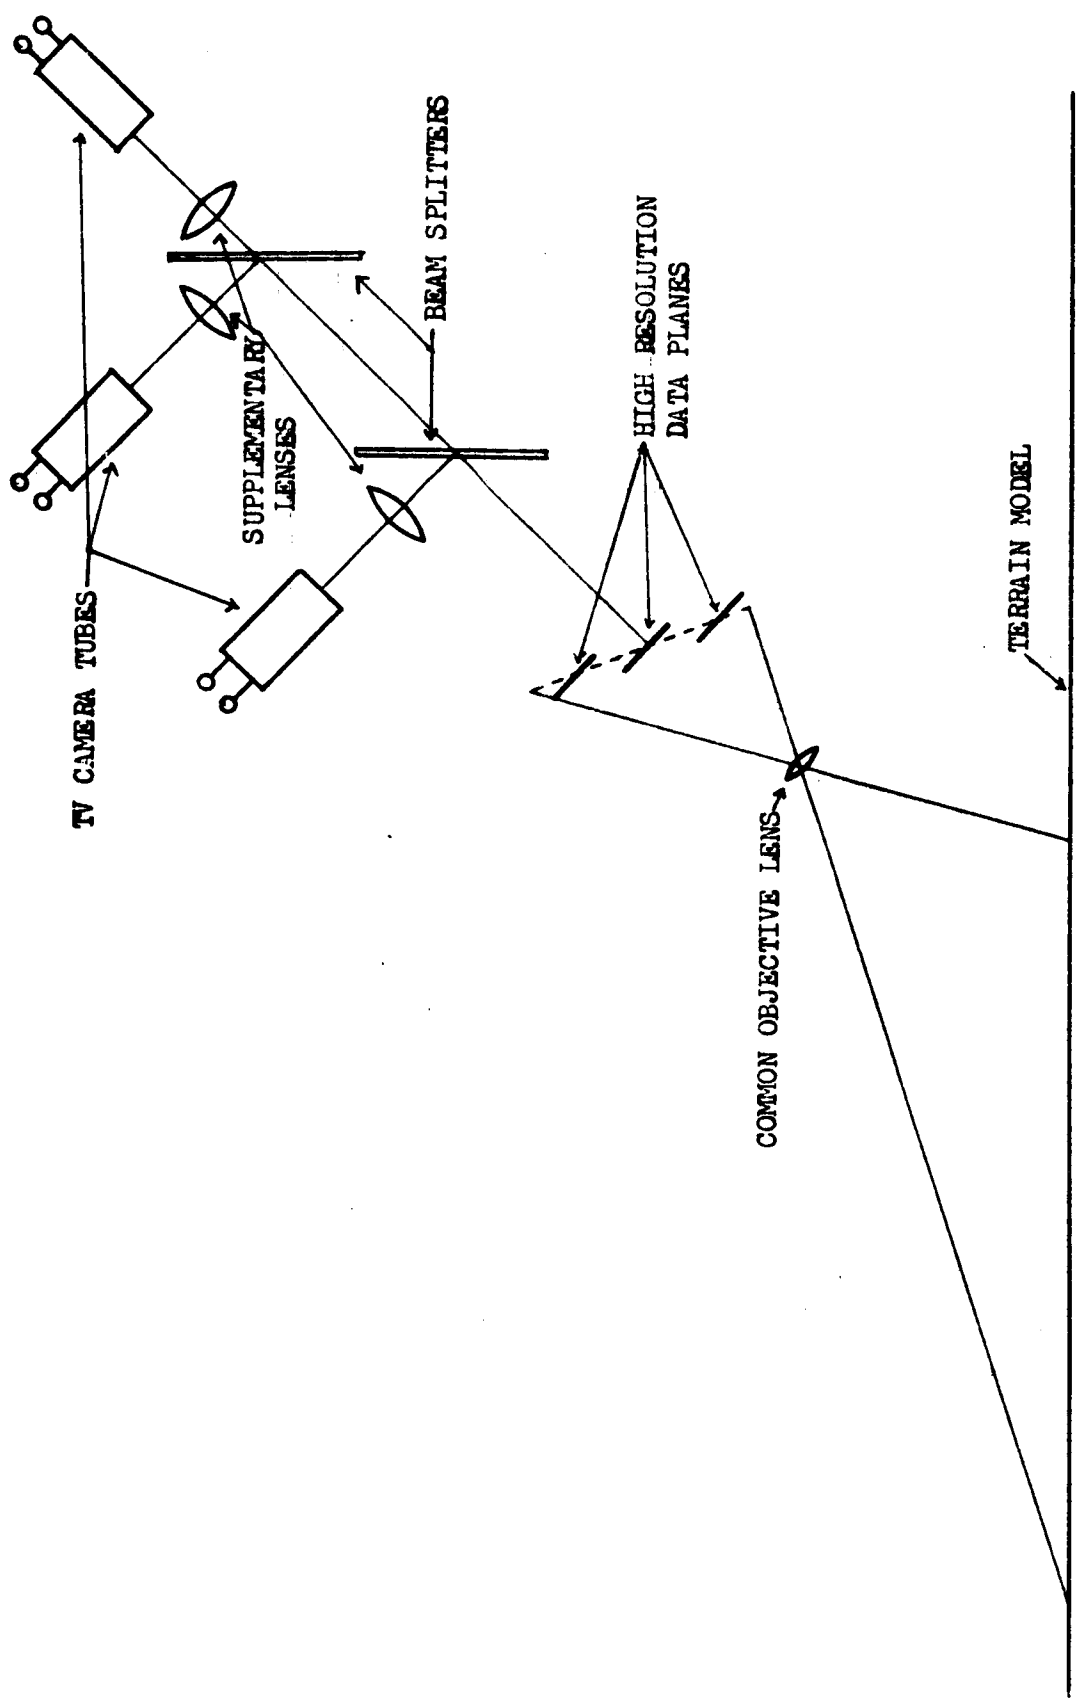 TV CAMERA TUBES
SUPPLEMENTARY
LENSES
BEAM SPLITTERS
HIGH RESOLUTION
DATA PLANES
COMMON OBJECTIVE LENS
TERRAIN MODEL